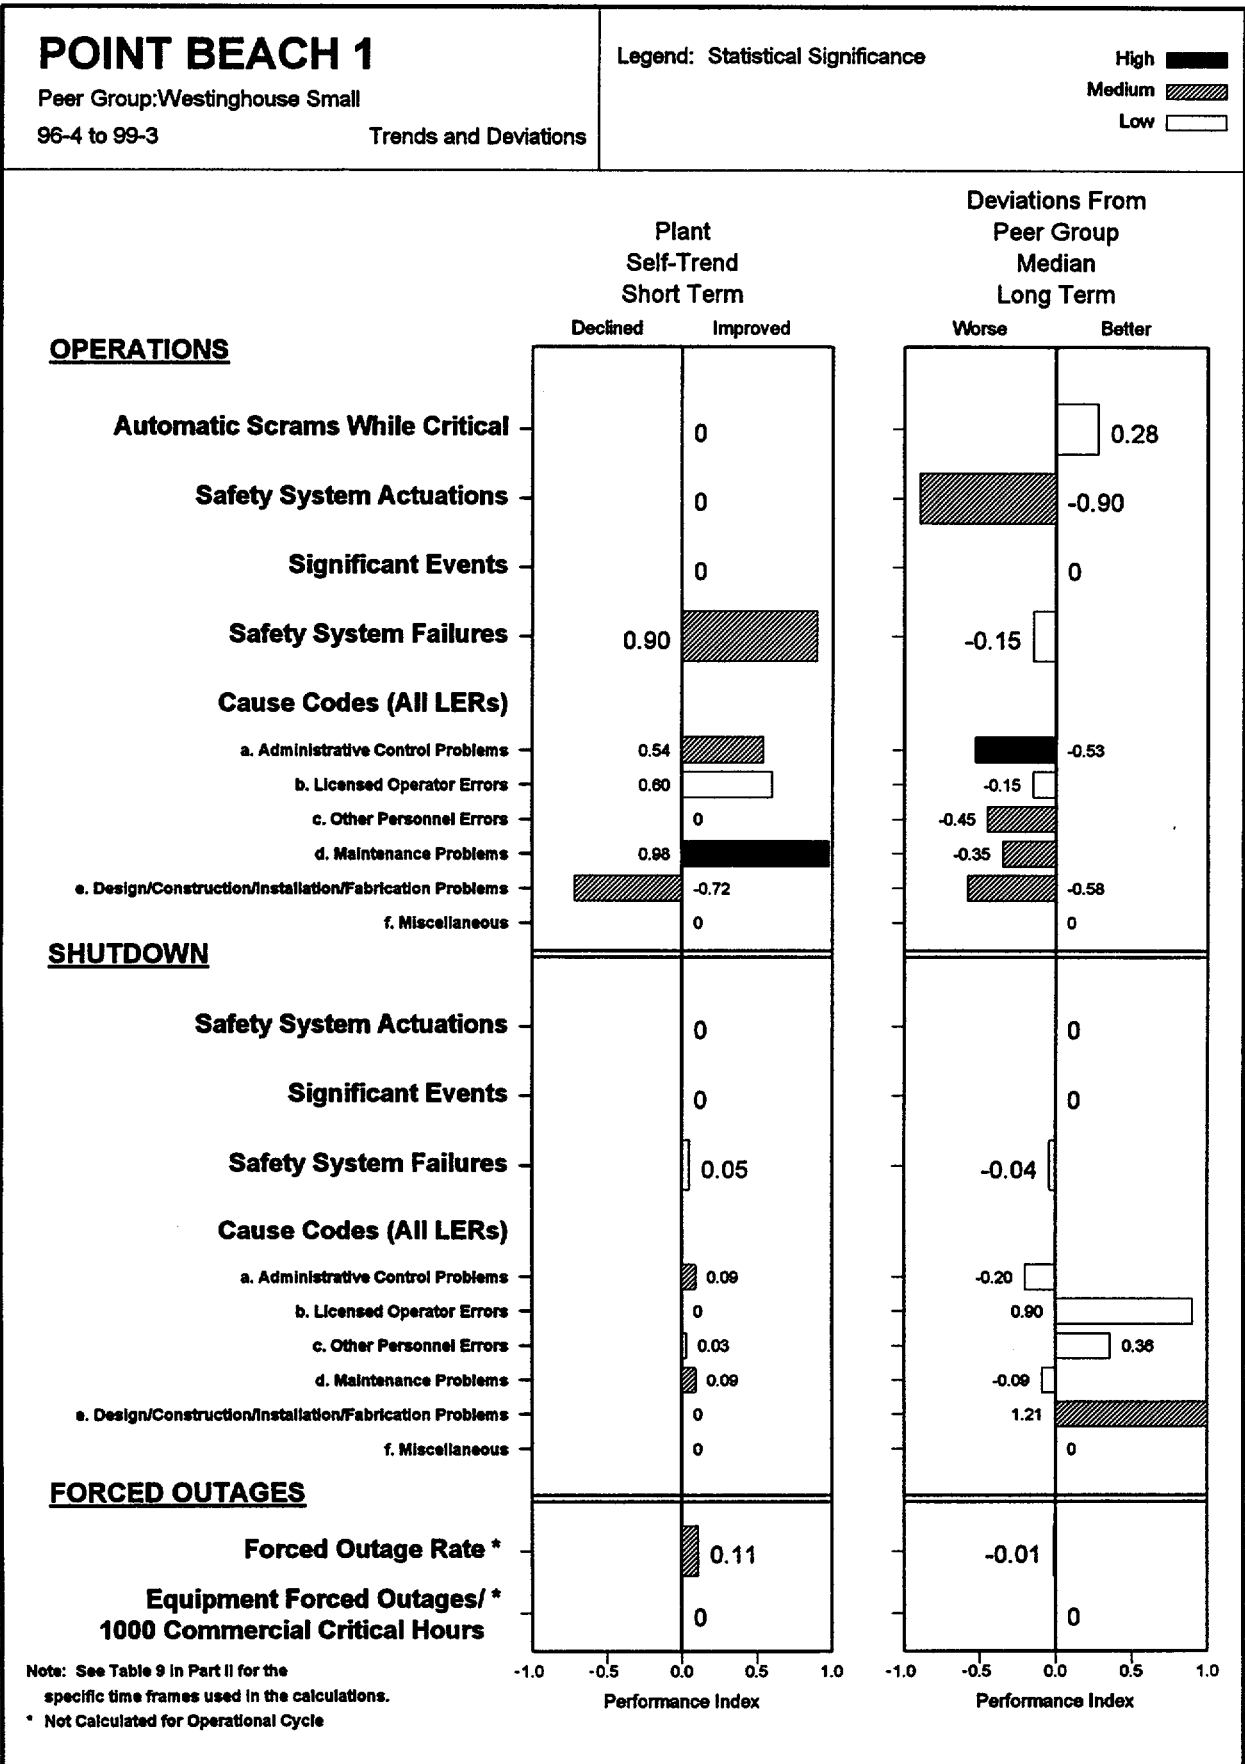 POINT BEACH 1
Peer Group:Westinghouse Small
96-4 to 99-3 Trends and Deviations
Legend: Statistical Significance
High
Medium
Low
Plant
Self-Trend
Short Term
Deviations From
Peer Group
Median
Long Term
Declined Improved
Worse Better
OPERATIONS
Automatic Scrams While Critical 0 0.28
Safety System Actuations 0 -0.90
Significant Events 0 0
Safety System Failures 0.90 -0.15
Cause Codes (All LERs)
a. Administrative Control Problems 0.54 -0.53
b. Licensed Operator Errors 0.60 -0.15
c. Other Personnel Errors 0 -0.45
d. Maintenance Problems 0.98 -0.35
e. Design/Construction/Installation/Fabrication Problems -0.72 -0.58
f. Miscellaneous 0 0
SHUTDOWN
Safety System Actuations 0 0
Significant Events 0 0
Safety System Failures 0.05 -0.04
Cause Codes (All LERs)
a. Administrative Control Problems 0.09 -0.20
b. Licensed Operator Errors 0 0.90
c. Other Personnel Errors 0.03 0.36
d. Maintenance Problems 0.09 -0.09
e. Design/Construction/Installation/Fabrication Problems 0 1.21
f. Miscellaneous 0 0
FORCED OUTAGES
Forced Outage Rate * 0.11 -0.01
Equipment Forced Outages/ *
1000 Commercial Critical Hours 0 0
-1.0 -0.5 0.0 0.5 1.0 -1.0 -0.5 0.0 0.5 1.0
Performance Index Performance Index
Note: See Table 9 in Part II for the
specific time frames used in the calculations.
* Not Calculated for Operational Cycle